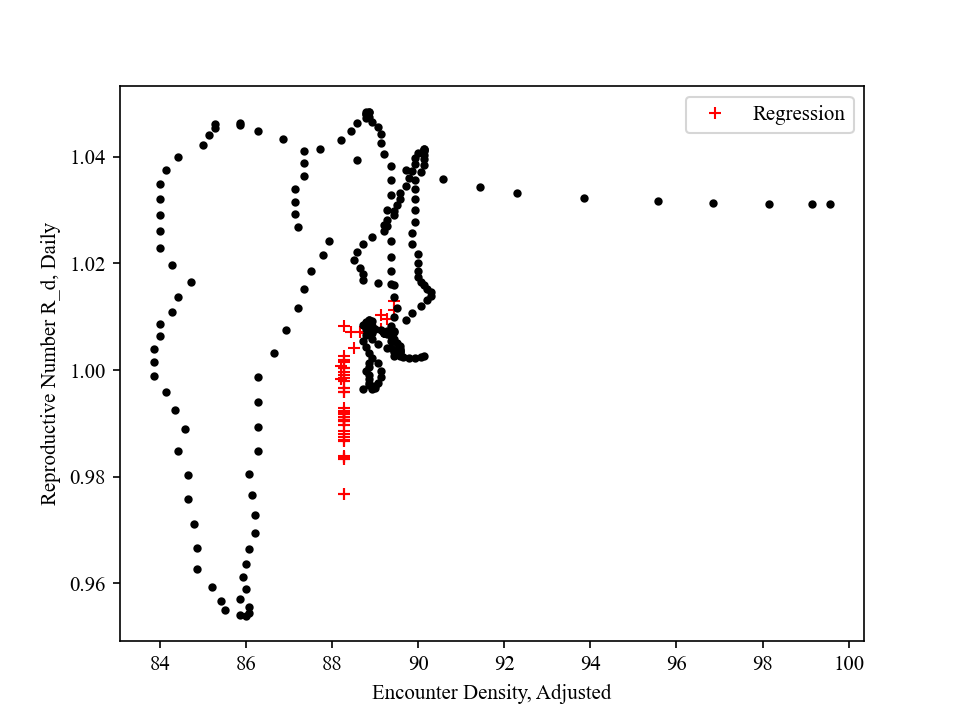 Regression
1.04
1.02
1.00
0.98
0.96
Reproductive Number R_d, Daily
84 86 88 90 92 94 96 98 100
Encounter Density, Adjusted